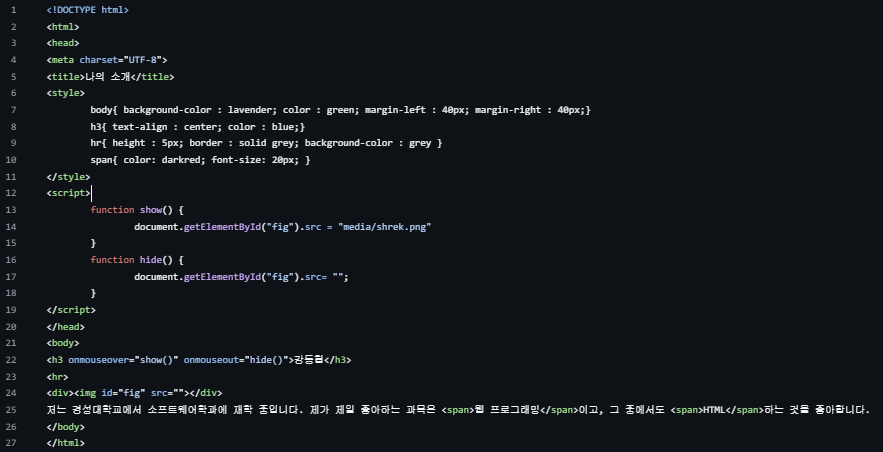 1 <!DOCTYPE html>
2 <html>
3 <head>
4 <meta charset="UTF-8">
5 <title>나의 소개</title>
6 <style>
7 body{ background-color : lavender; color : green; margin-left : 40px; margin-right : 40px;}
8 h3{ text-align : center; color : blue;}
9 hr{ height : 5px; border : solid grey; background-color : grey }
10 span{ color: darkred; font-size: 20px; }
11 </style>
12 <script>
13 function show() {
14 document.getElementById("fig").src = "media/shrek.png"
15 }
16 function hide() {
17 document.getElementById("fig").src= "";
18 }
19 </script>
20 </head>
21 <body>
22 <h3 onmouseover="show()" onmouseout="hide()">강동협</h3>
23 <hr>
24 <div><img id="fig" src=""></div>
25 저는 경성대학교에서 소프트웨어학과에 재학 중입니다. 제가 제일 좋아하는 과목은 <span>웹 프로그래밍</span>이고, 그 중에서도 <span>HTML</span>하는 것을 좋아합니다.
26 </body>
27 </html>